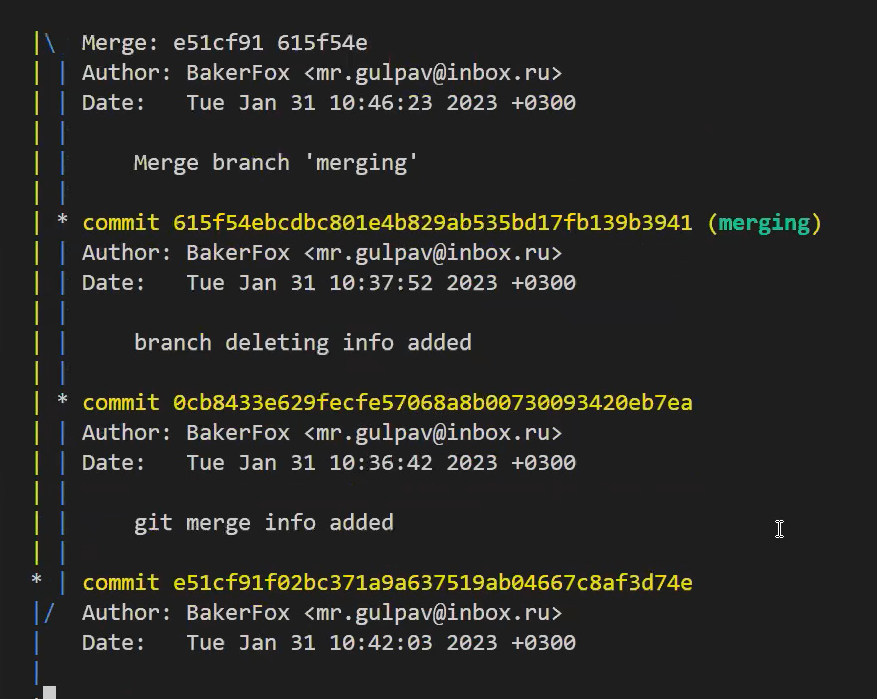 |\  Merge: e51cf91 615f54e
| | Author: BakerFox <mr.gulpav@inbox.ru>
| | Date:   Tue Jan 31 10:46:23 2023 +0300
| |
| |     Merge branch 'merging'
| |
| * commit 615f54ebcdbc801e4b829ab535bd17fb139b3941 (merging)
| | Author: BakerFox <mr.gulpav@inbox.ru>
| | Date:   Tue Jan 31 10:37:52 2023 +0300
| |
| |     branch deleting info added
| |
| * commit 0cb8433e629fecfe57068a8b00730093420eb7ea
| | Author: BakerFox <mr.gulpav@inbox.ru>
| | Date:   Tue Jan 31 10:36:42 2023 +0300
| |
| |     git merge info added
| |
* | commit e51cf91f02bc371a9a637519ab04667c8af3d74e
|/  Author: BakerFox <mr.gulpav@inbox.ru>
|   Date:   Tue Jan 31 10:42:03 2023 +0300
|
: